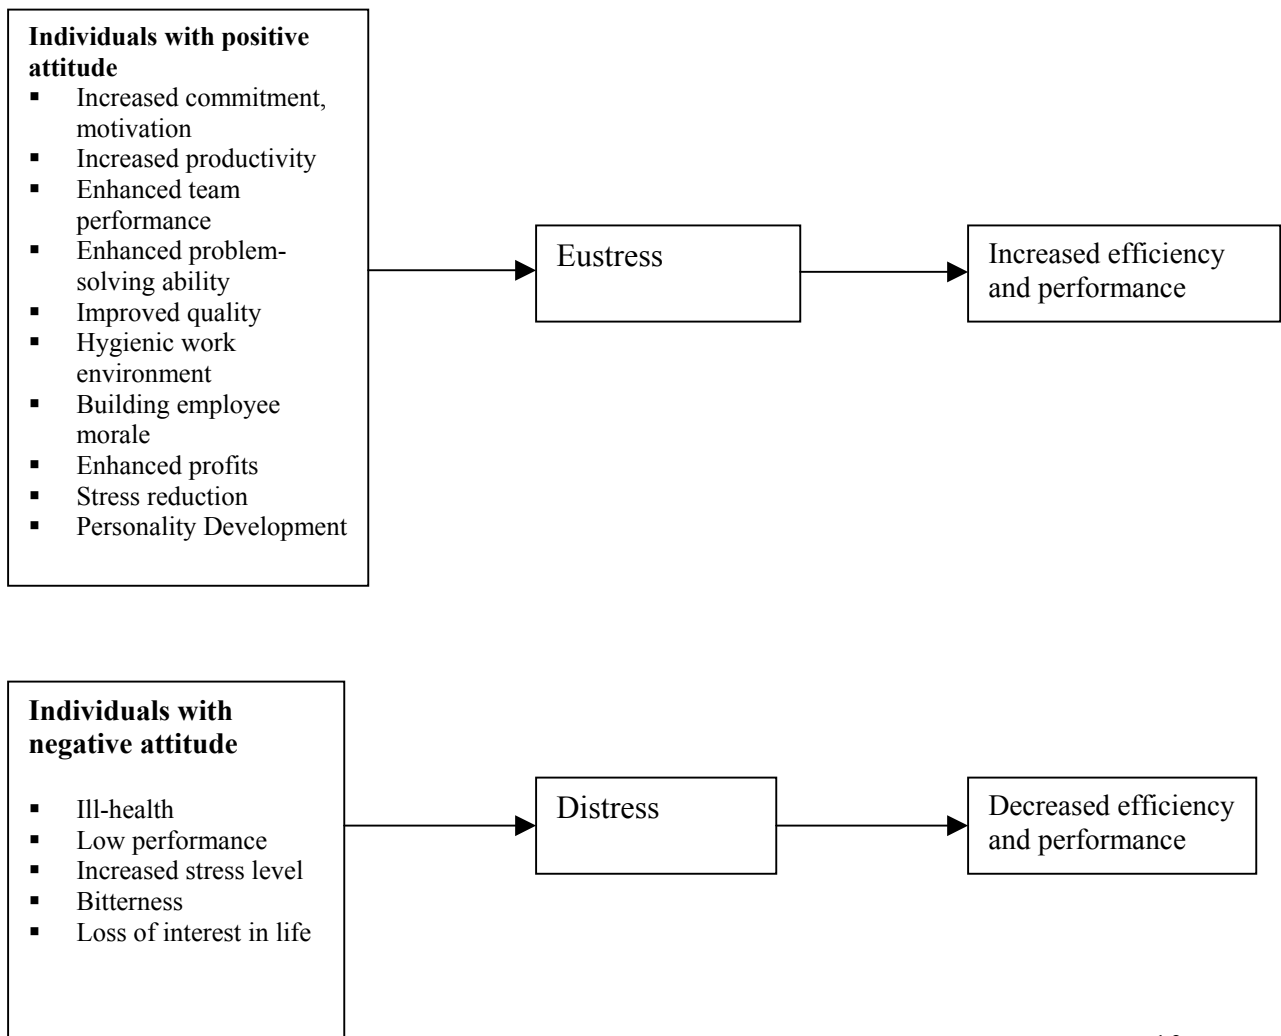 Individuals with positive
attitude
▪ Increased commitment,
motivation
▪ Increased productivity
▪ Enhanced team
performance
▪ Enhanced problem-
solving ability
▪ Improved quality
▪ Hygienic work
environment
▪ Building employee
morale
▪ Enhanced profits
▪ Stress reduction
▪ Personality Development
Eustress
Increased efficiency
and performance
Individuals with
negative attitude
▪ Ill-health
▪ Low performance
▪ Increased stress level
▪ Bitterness
▪ Loss of interest in life
Distress
Decreased efficiency
and performance